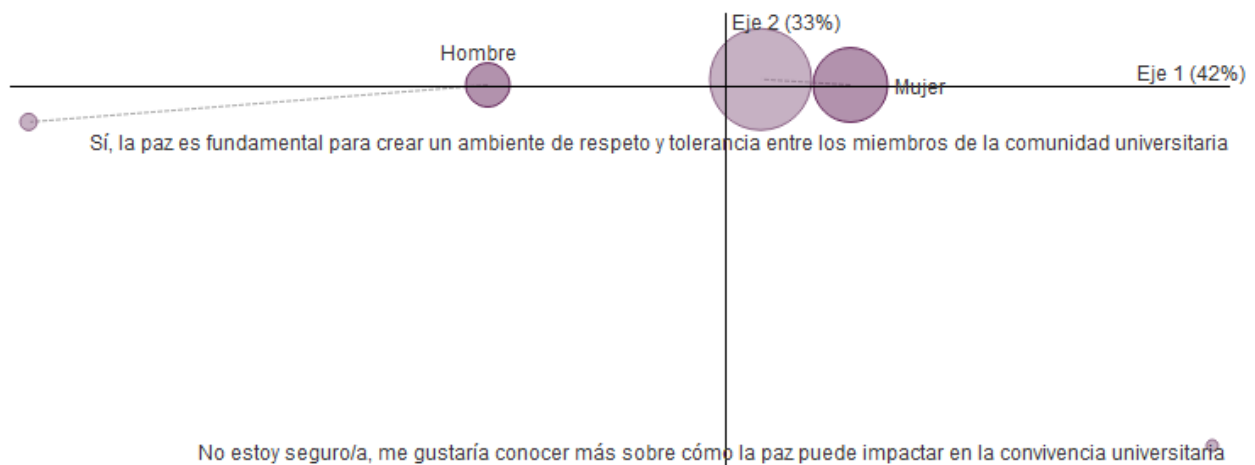 Eje 2 (33%)
Hombre
Eje 1 (42%)
Mujer
Sí, la paz es fundamental para crear un ambiente de respeto y tolerancia entre los miembros de la comunidad universitaria
No estoy seguro/a, me gustaría conocer más sobre cómo la paz puede impactar en la convivencia universitaria